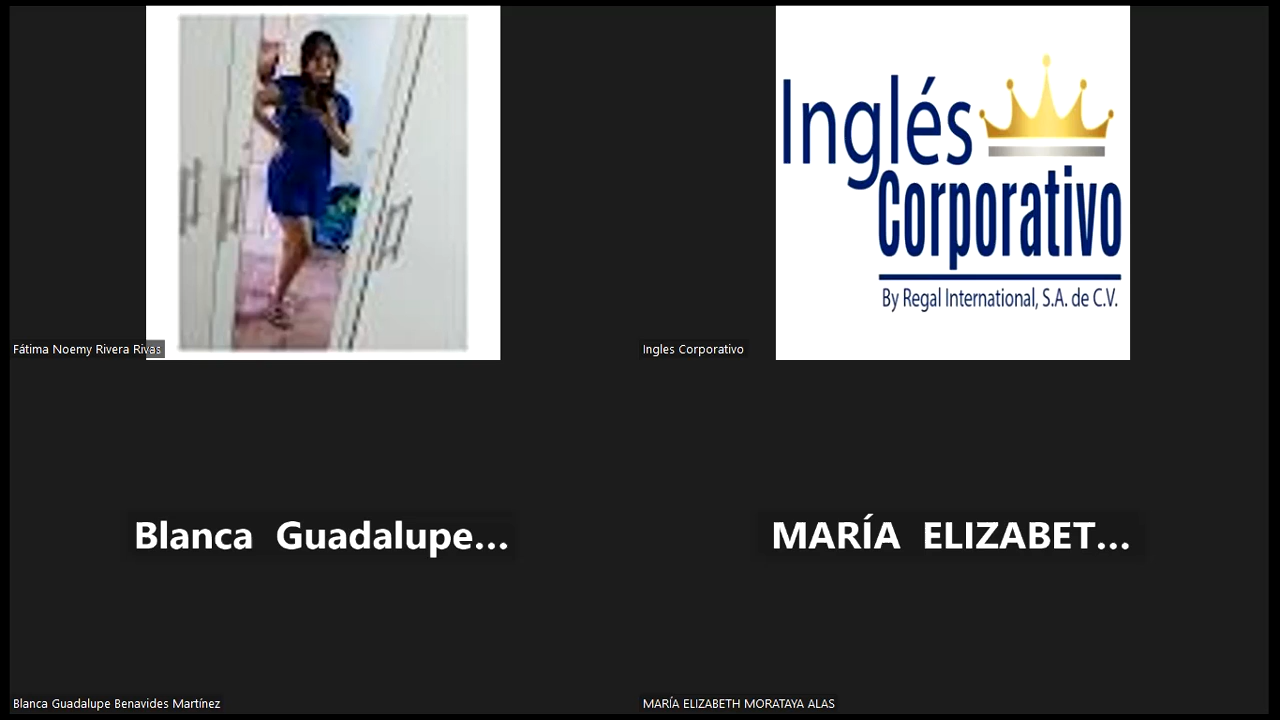 Inglés
Corporativo
By Regal International, S.A. de C.V.
Fátima Noemy Rivera Rivas
Ingles Corporativo
Blanca Guadalupe...
MARÍA ELIZABET...
Blanca Guadalupe Benavides Martínez
MARÍA ELIZABETH MORATAYA ALAS